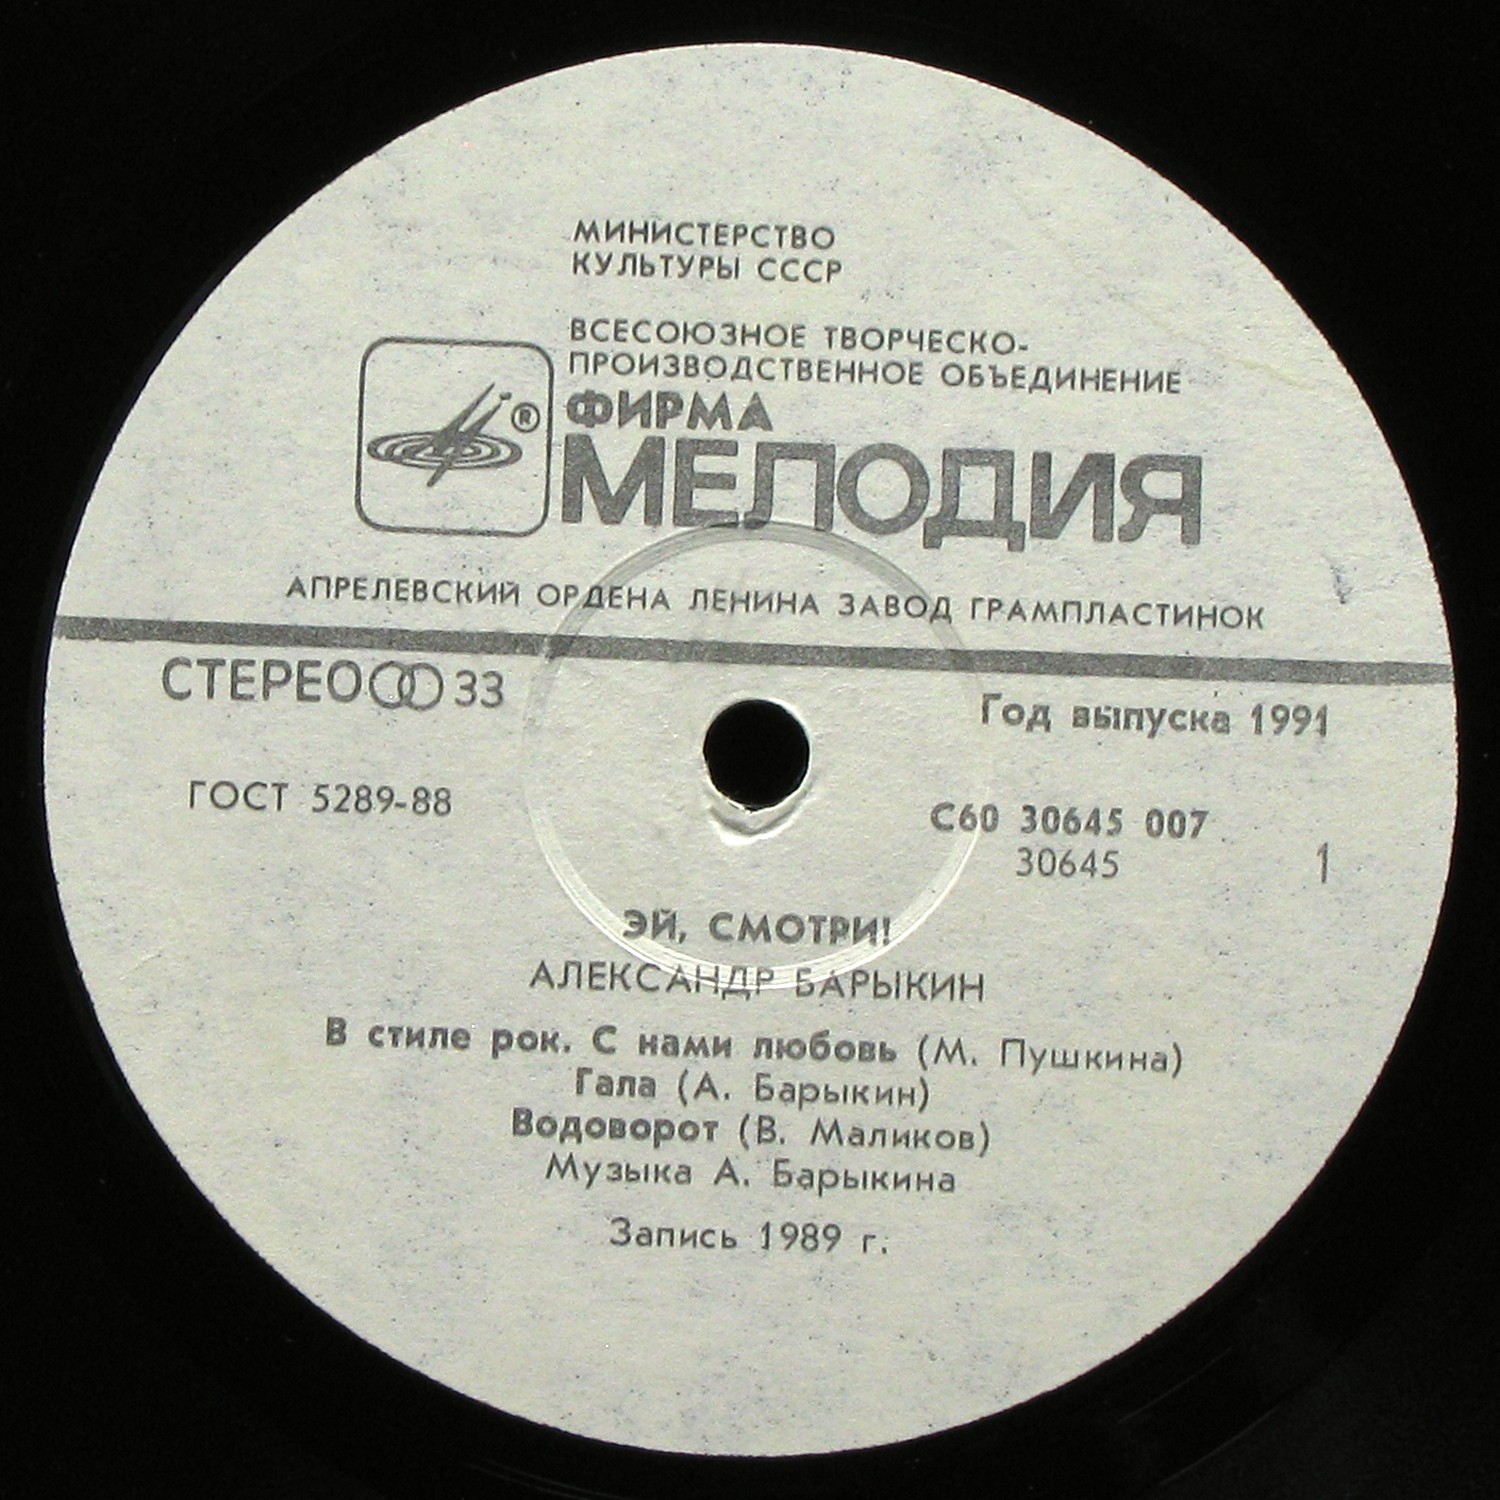 МИНИСТЕРСТВО
КУЛЬТУРЫ СССР
ВСЕСОЮЗНОЕ ТВОРЧЕСКО-
ПРОИЗВОДСТВЕННОЕ ОБЪЕДИНЕНИЕ
®
ФИРМА
МЕЛОДИЯ
АПРЕЛЕВСКИЙ ОРДЕНА ЛЕНИНА ЗАВОД ГРАМПЛАСТИНОК
СТЕРЕО 33
Год выпуска 1991
ГОСТ 5289-88
С60 30645 007
30645 1
ЭЙ, СМОТРИ!
АЛЕКСАНДР БАРЫКИН
В стиле рок. С нами любовь (М. Пушкина)
Гала (А. Барыкин)
Водоворот (В. Маликов)
Музыка А. Барыкина
Запись 1989 г.